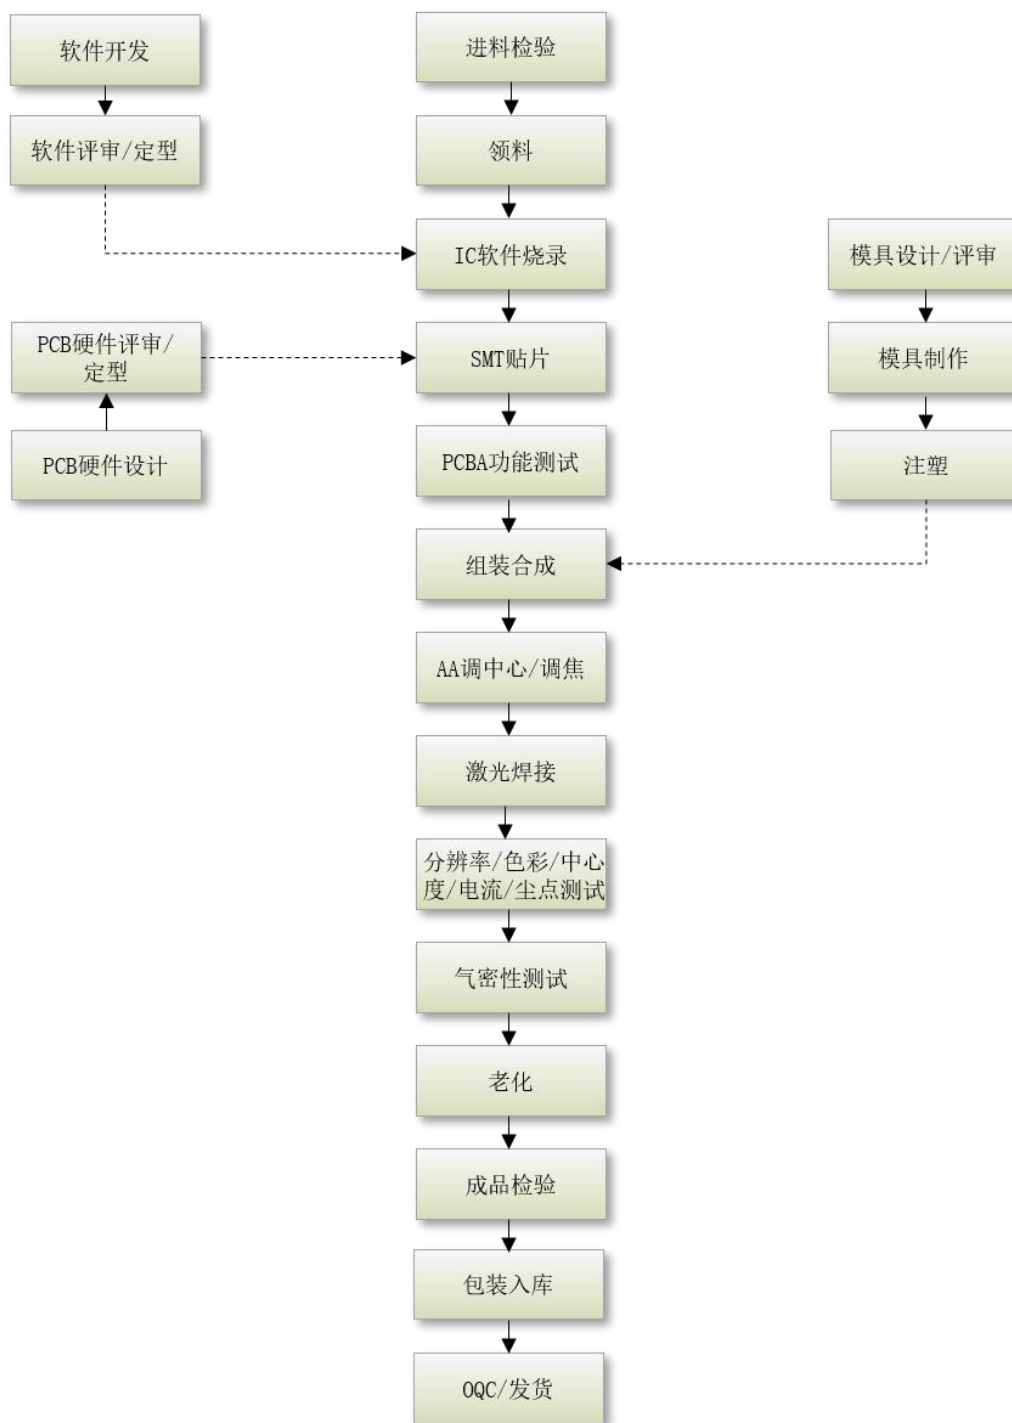 软件开发
进料检验
软件评审/定型
领料
IC软件烧录
模具设计/评审
PCB硬件评审/
定型
SMT贴片
模具制作
PCB硬件设计
PCBA功能测试
注塑
组装合成
AA调中心/调焦
激光焊接
分辨率/色彩/中心
度/电流/尘点测试
气密性测试
老化
成品检验
包装入库
OQC/发货